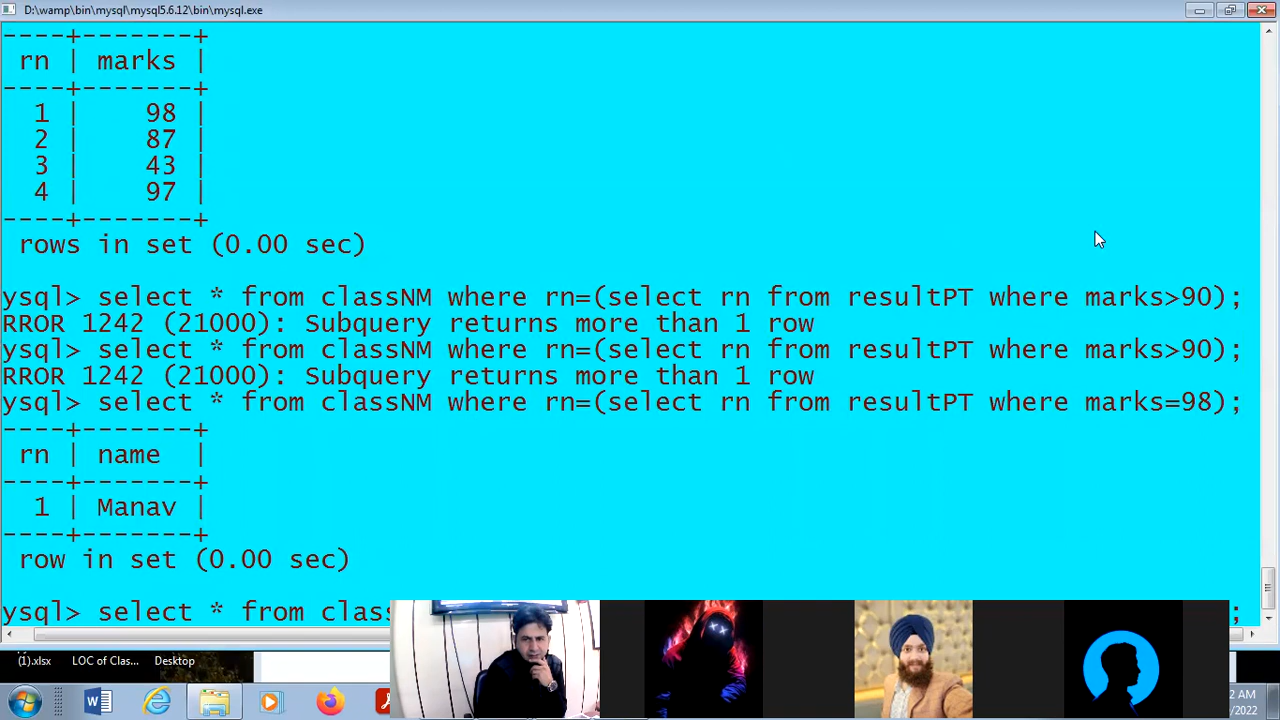 D:\wamp\bin\mysql\mysql5.6.12\bin\mysql.exe
----+-------+
rn | marks |
----+-------+
1 | 98 |
2 | 87 |
3 | 43 |
4 | 97 |
----+-------+
rows in set (0.00 sec)
ysql> select * from classNM where rn=(select rn from resultPT where marks>90);
RROR 1242 (21000): Subquery returns more than 1 row
ysql> select * from classNM where rn=(select rn from resultPT where marks>90);
RROR 1242 (21000): Subquery returns more than 1 row
ysql> select * from classNM where rn=(select rn from resultPT where marks=98);
----+-------+
rn | name |
----+-------+
1 | Manav |
----+-------+
row in set (0.00 sec)
ysql> select * from clas ;
(1).xlsx LOC of Clas... Desktop
2 AM
/2022